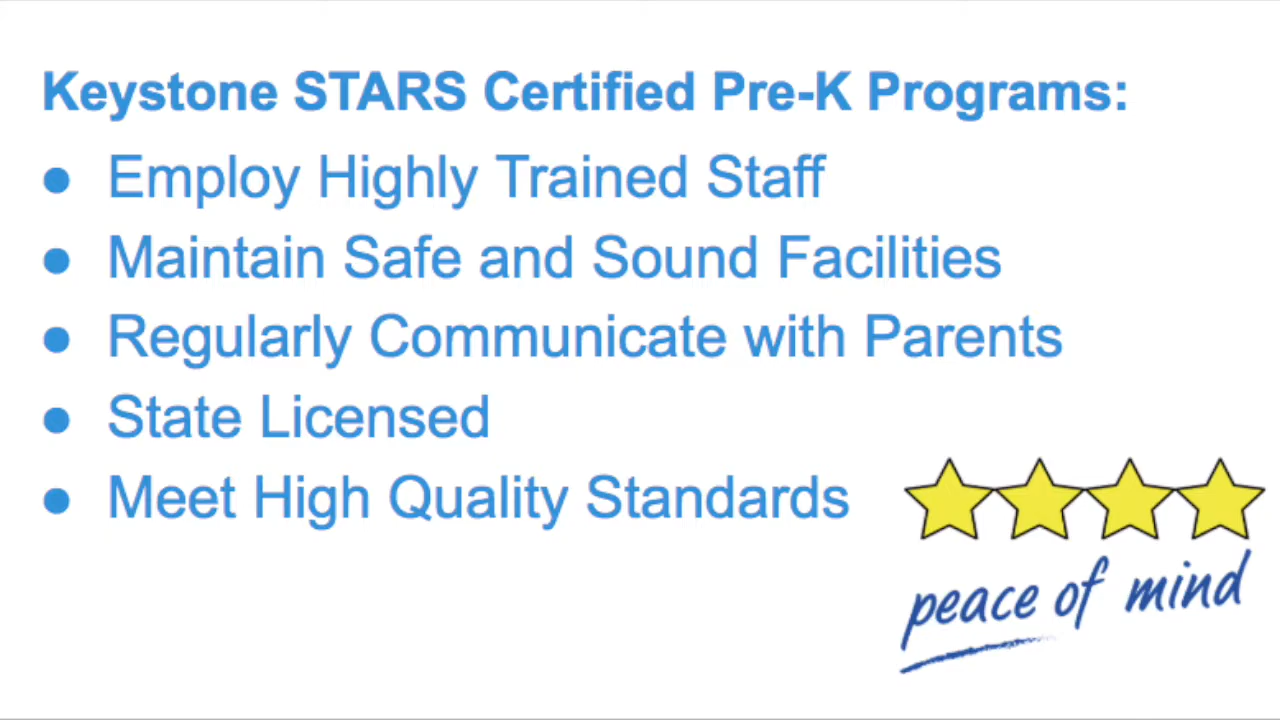 Keystone STARS Certified Pre-K Programs:
● Employ Highly Trained Staff
● Maintain Safe and Sound Facilities
● Regularly Communicate with Parents
● State Licensed
● Meet High Quality Standards
peace of mind